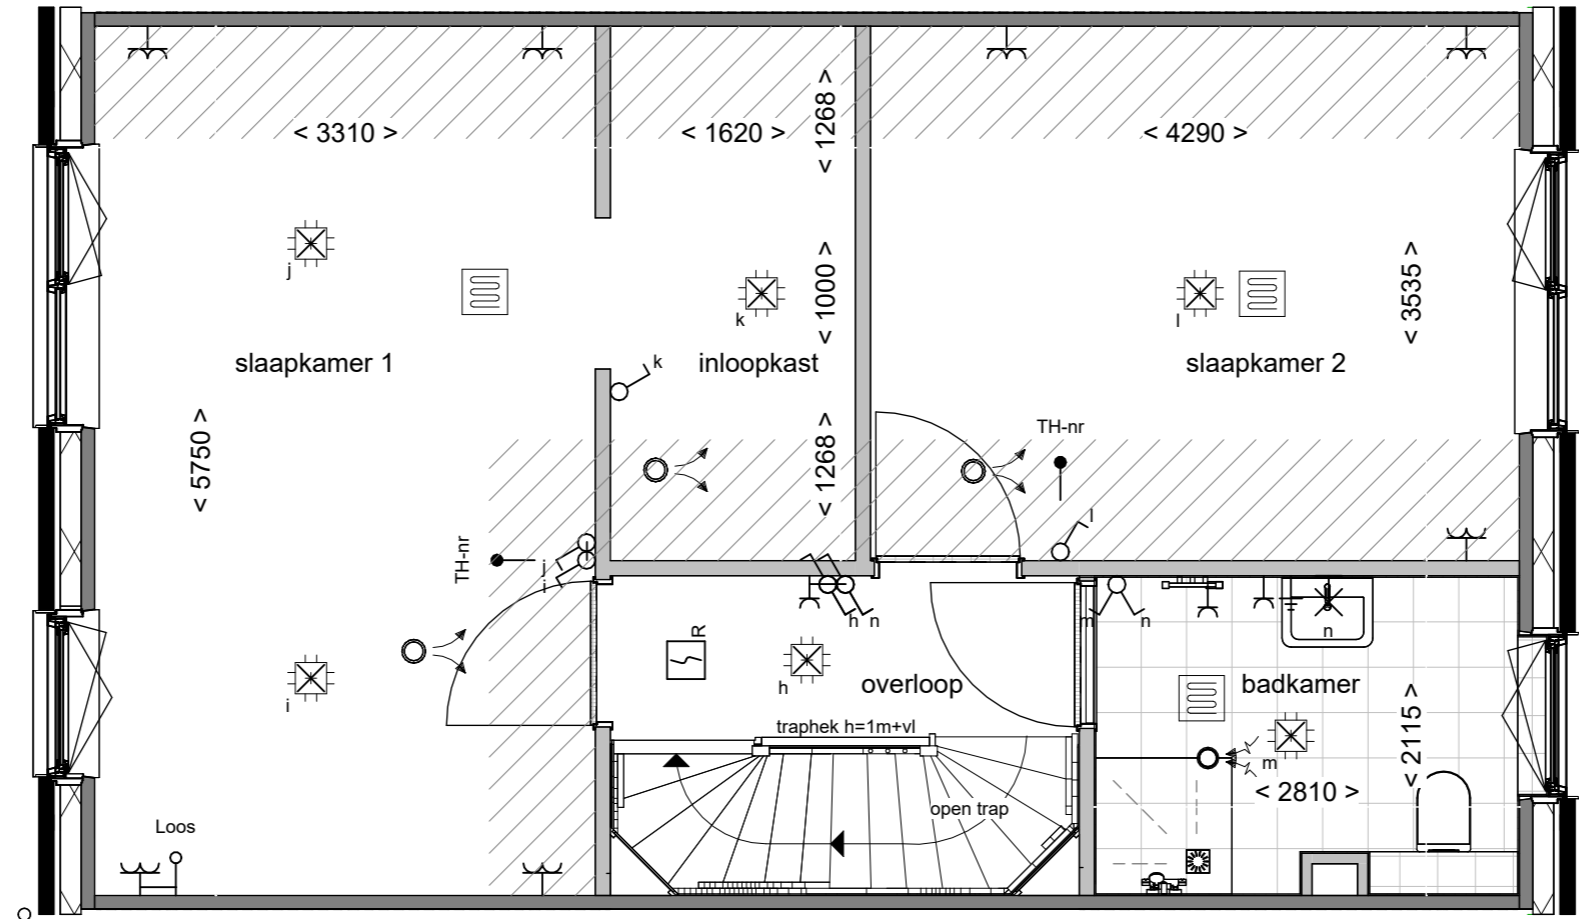 < 3310 >
< 1620 >
< 1268 >
< 4290 >
j
k
l
< 1000 >
< 3535 >
slaapkamer 1
k
inloopkast
slaapkamer 2
< 5750 >
< 1268 >
TH-nr
l
TH-nr
j
i
h
n
m
n
n
R
h
overloop
badkamer
i
traphek h=1m+vl
< 2115 >
m
< 2810 >
open trap
Loos